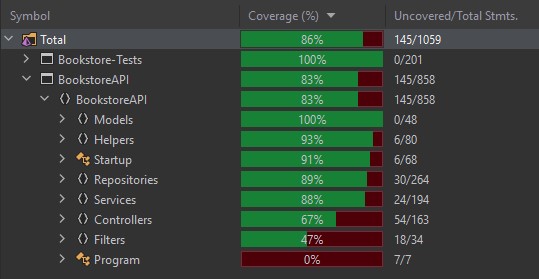 Symbol Coverage (%) Uncovered/Total Stmts.
Total 86% 145/1059
Bookstore-Tests 100% 0/201
BookstoreAPI 83% 145/858
BookstoreAPI 83% 145/858
Models 100% 0/48
Helpers 93% 6/80
Startup 91% 6/68
Repositories 89% 30/264
Services 88% 24/194
Controllers 67% 54/163
Filters 47% 18/34
Program 0% 7/7